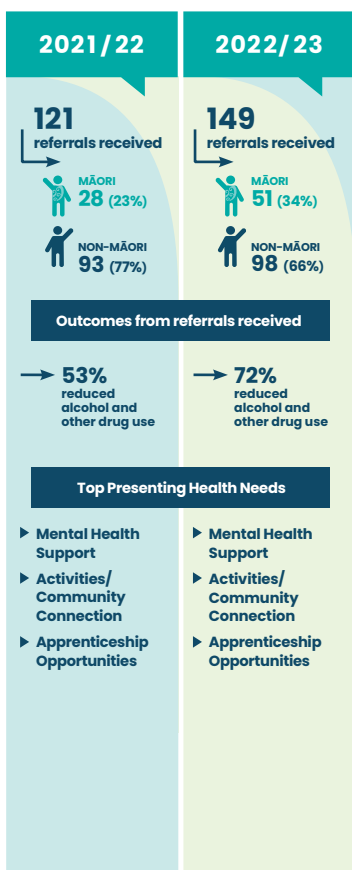 2021/22
121
referrals received
MĀORI
28 (23%)
NON-MĀORI
93 (77%)
2022/23
149
referrals received
MĀORI
51 (34%)
NON-MĀORI
98 (66%)
Outcomes from referrals received
53%
reduced
alcohol and
other drug use
72%
reduced
alcohol and
other drug use
Top Presenting Health Needs
Mental Health
Support
Activities/
Community
Connection
Apprenticeship
Opportunities
Mental Health
Support
Activities/
Community
Connection
Apprenticeship
Opportunities